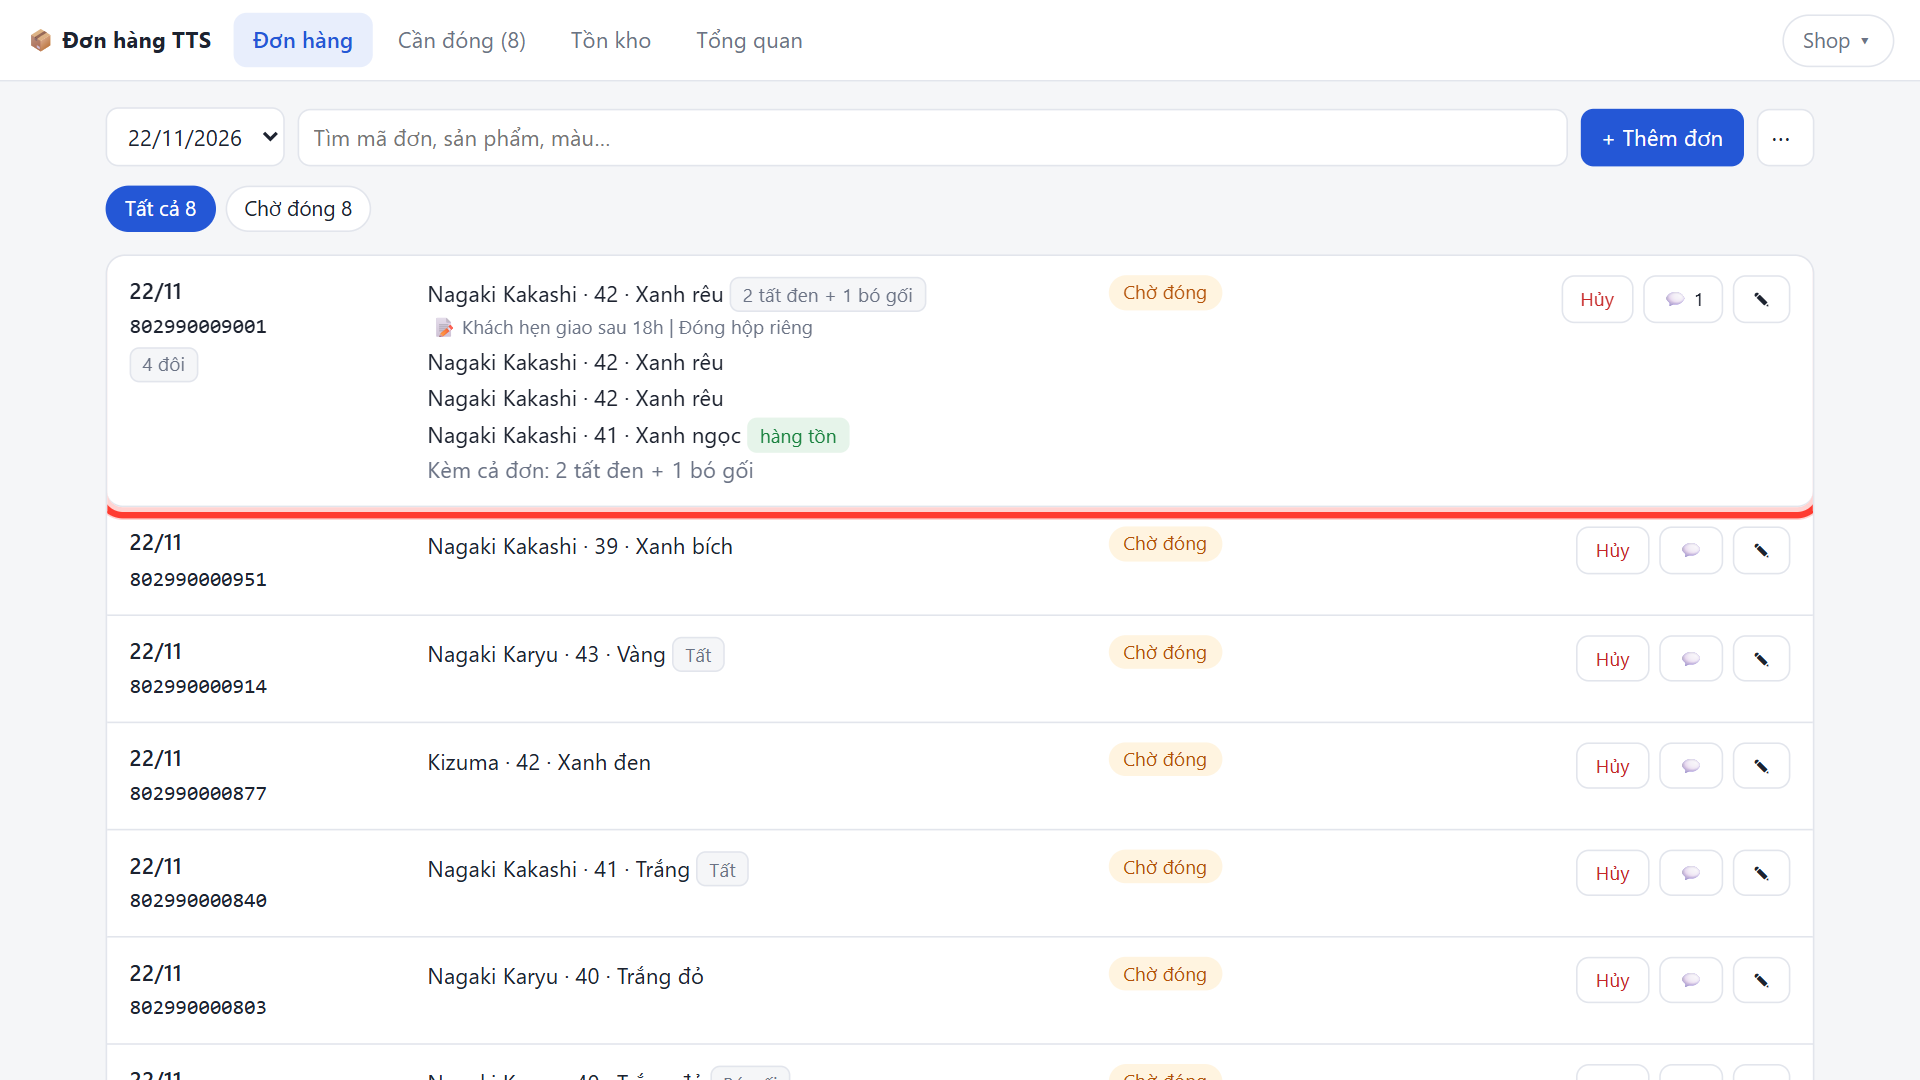 Đơn hàng TTS
Đơn hàng
Cần đóng (8)
Tồn kho
Tổng quan
Shop ▾
22/11/2026
Tìm mã đơn, sản phẩm, màu...
+ Thêm đơn
...
Tất cả 8
Chờ đóng 8
22/11
802990009001
4 đôi
Nagaki Kakashi · 42 · Xanh rêu 2 tất đen + 1 bó gối
Khách hẹn giao sau 18h | Đóng hộp riêng
Nagaki Kakashi · 42 · Xanh rêu
Nagaki Kakashi · 42 · Xanh rêu
Nagaki Kakashi · 41 · Xanh ngọc hàng tồn
Kèm cả đơn: 2 tất đen + 1 bó gối
Chờ đóng
Hủy
1
22/11
802990000951
Nagaki Kakashi · 39 · Xanh bích
Chờ đóng
Hủy
22/11
802990000914
Nagaki Karyu · 43 · Vàng Tất
Chờ đóng
Hủy
22/11
802990000877
Kizuma · 42 · Xanh đen
Chờ đóng
Hủy
22/11
802990000840
Nagaki Kakashi · 41 · Trắng Tất
Chờ đóng
Hủy
22/11
802990000803
Nagaki Karyu · 40 · Trắng đỏ
Chờ đóng
Hủy
22/11
Chờ đóng